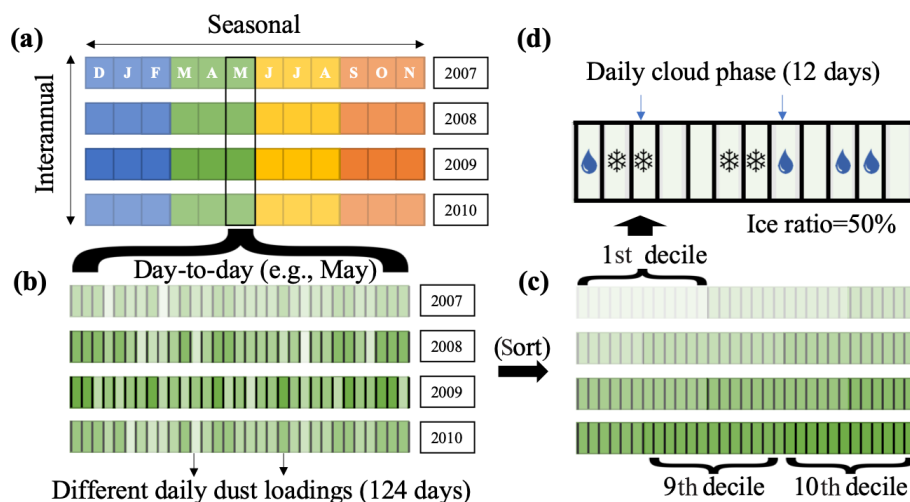 (a)
Seasonal
Interannual
D J F M A M J J A S O N
2007
2008
2009
2010
Day-to-day (e.g., May)
(b)
2007
2008
2009
2010
Different daily dust loadings (124 days)
(Sort)
(d)
Daily cloud phase (12 days)
Ice ratio=50%
1st decile
(c)
9th decile
10th decile